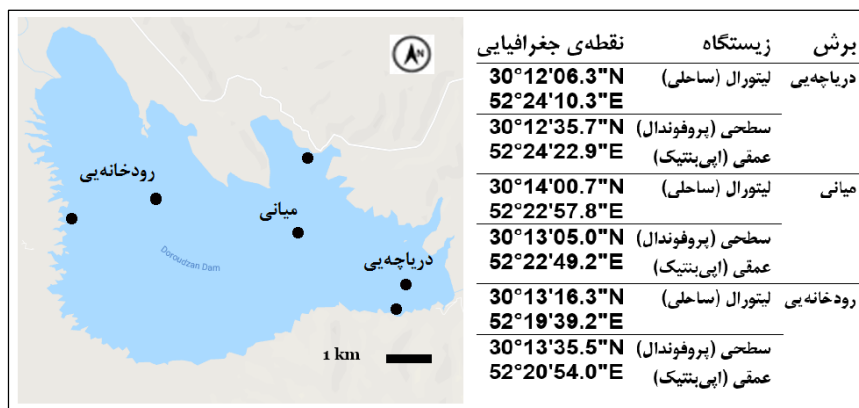 N
رودخانه‌یی
میانی
دریاچه‌یی
Doroudzan Dam
1 km
برش زیستگاه نقطه‌ی جغرافیایی
دریاچه‌یی لیتورال (ساحلی) 30°12'06.3"N
52°24'10.3"E
سطحی (پروفوندال) 30°12'35.7"N
عمقی (اپی‌بنتیک) 52°24'22.9"E
میانی لیتورال (ساحلی) 30°14'00.7"N
52°22'57.8"E
سطحی (پروفوندال) 30°13'05.0"N
عمقی (اپی‌بنتیک) 52°22'49.2"E
رودخانه‌یی لیتورال (ساحلی) 30°13'16.3"N
52°19'39.2"E
سطحی (پروفوندال) 30°13'35.5"N
عمقی (اپی‌بنتیک) 52°20'54.0"E